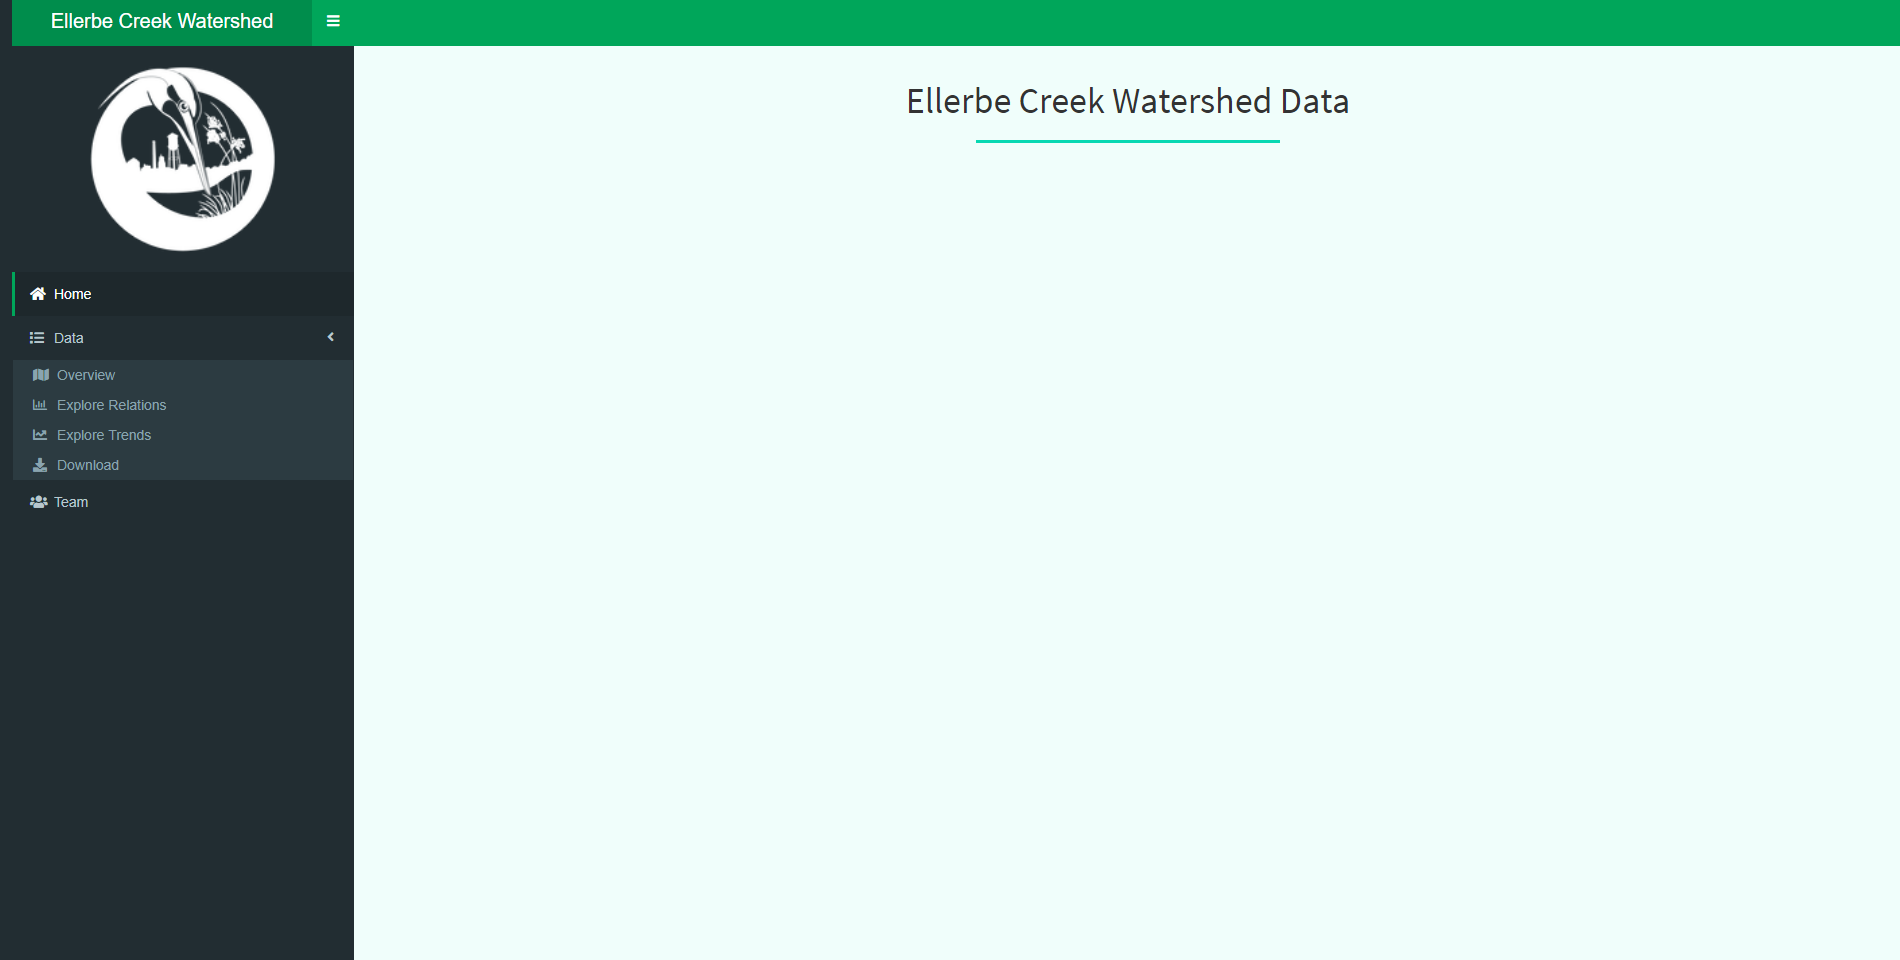 Ellerbe Creek Watershed
Ellerbe Creek Watershed Data
Home
Data
Overview
Explore Relations
Explore Trends
Download
Team